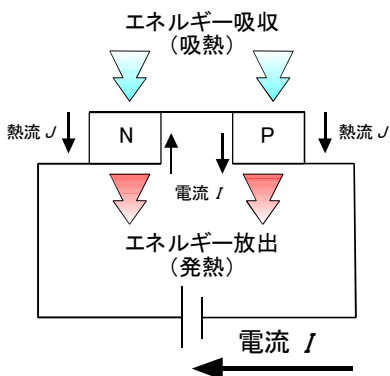 エネルギー吸収
(吸熱)
熱流 J
N
P
熱流 J
電流 I
エネルギー放出
(発熱)
電流 I